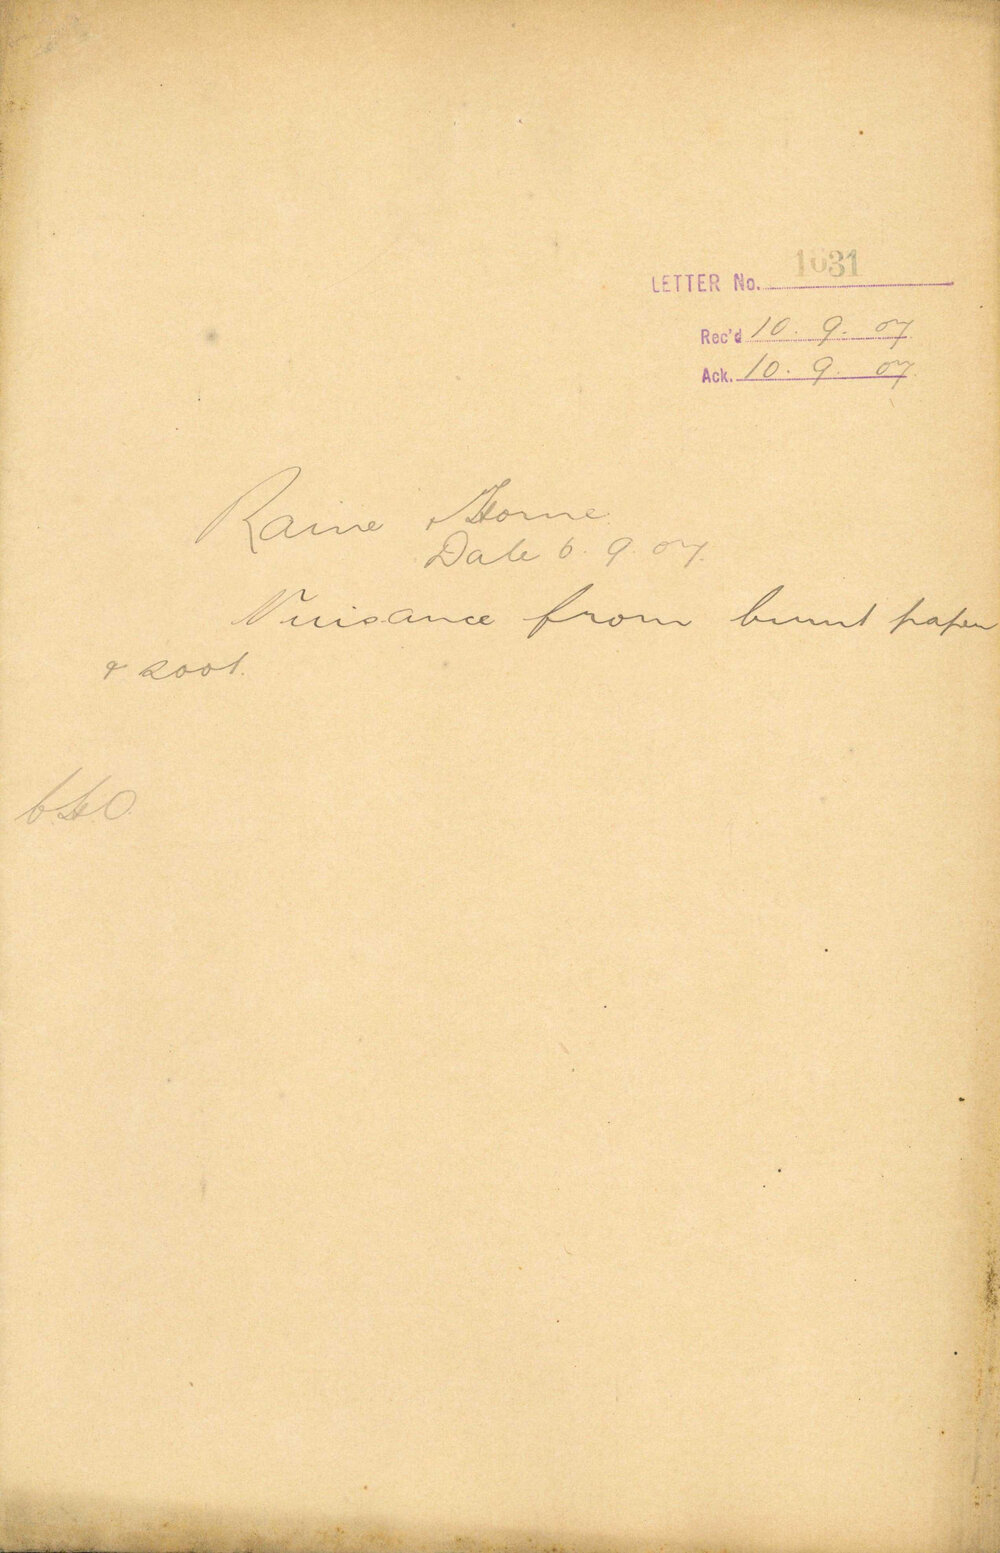 LETTER No. 1031
Rec'd 10. 9. 07
Ack. 10. 9. 07.
Raine & Horne
Date 6. 9. 07.
Nuisance from burnt paper
& soot.
C.H.O.